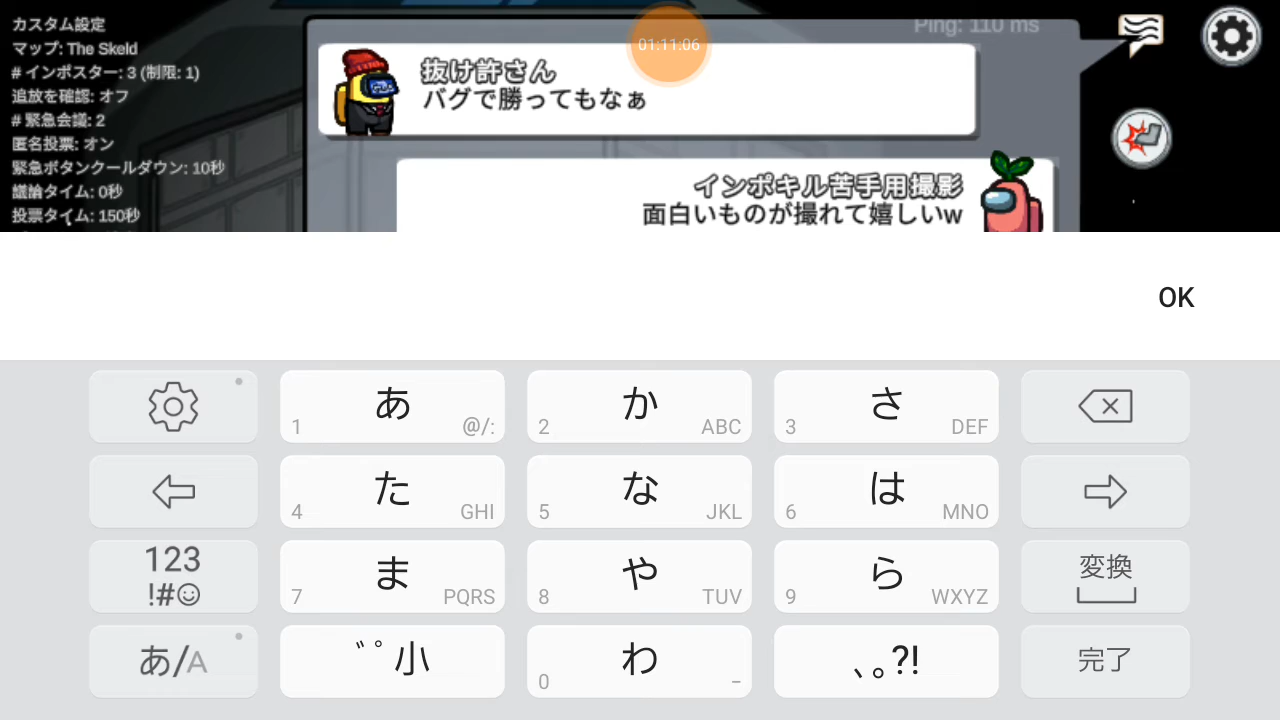 カスタム設定
マップ: The Skeld
# インポスター: 3 (制限: 1)
追放を確認: オフ
# 緊急会議: 2
匿名投票: オン
緊急ボタンクールダウン: 10秒
議論タイム: 0秒
投票タイム: 150秒
Ping: 110 ms
01:11:06
抜け許さん
バグで勝ってもなぁ
インポキル苦手用撮影
面白いものが撮れて嬉しいw
OK
あ 1 @/:
か 2 ABC
さ 3 DEF
た 4 GHI
な 5 JKL
は 6 MNO
123
!#☺
ま 7 PQRS
や 8 TUV
ら 9 WXYZ
変換
あ/A
゛゜小
わ 0 −
、。?!
完了